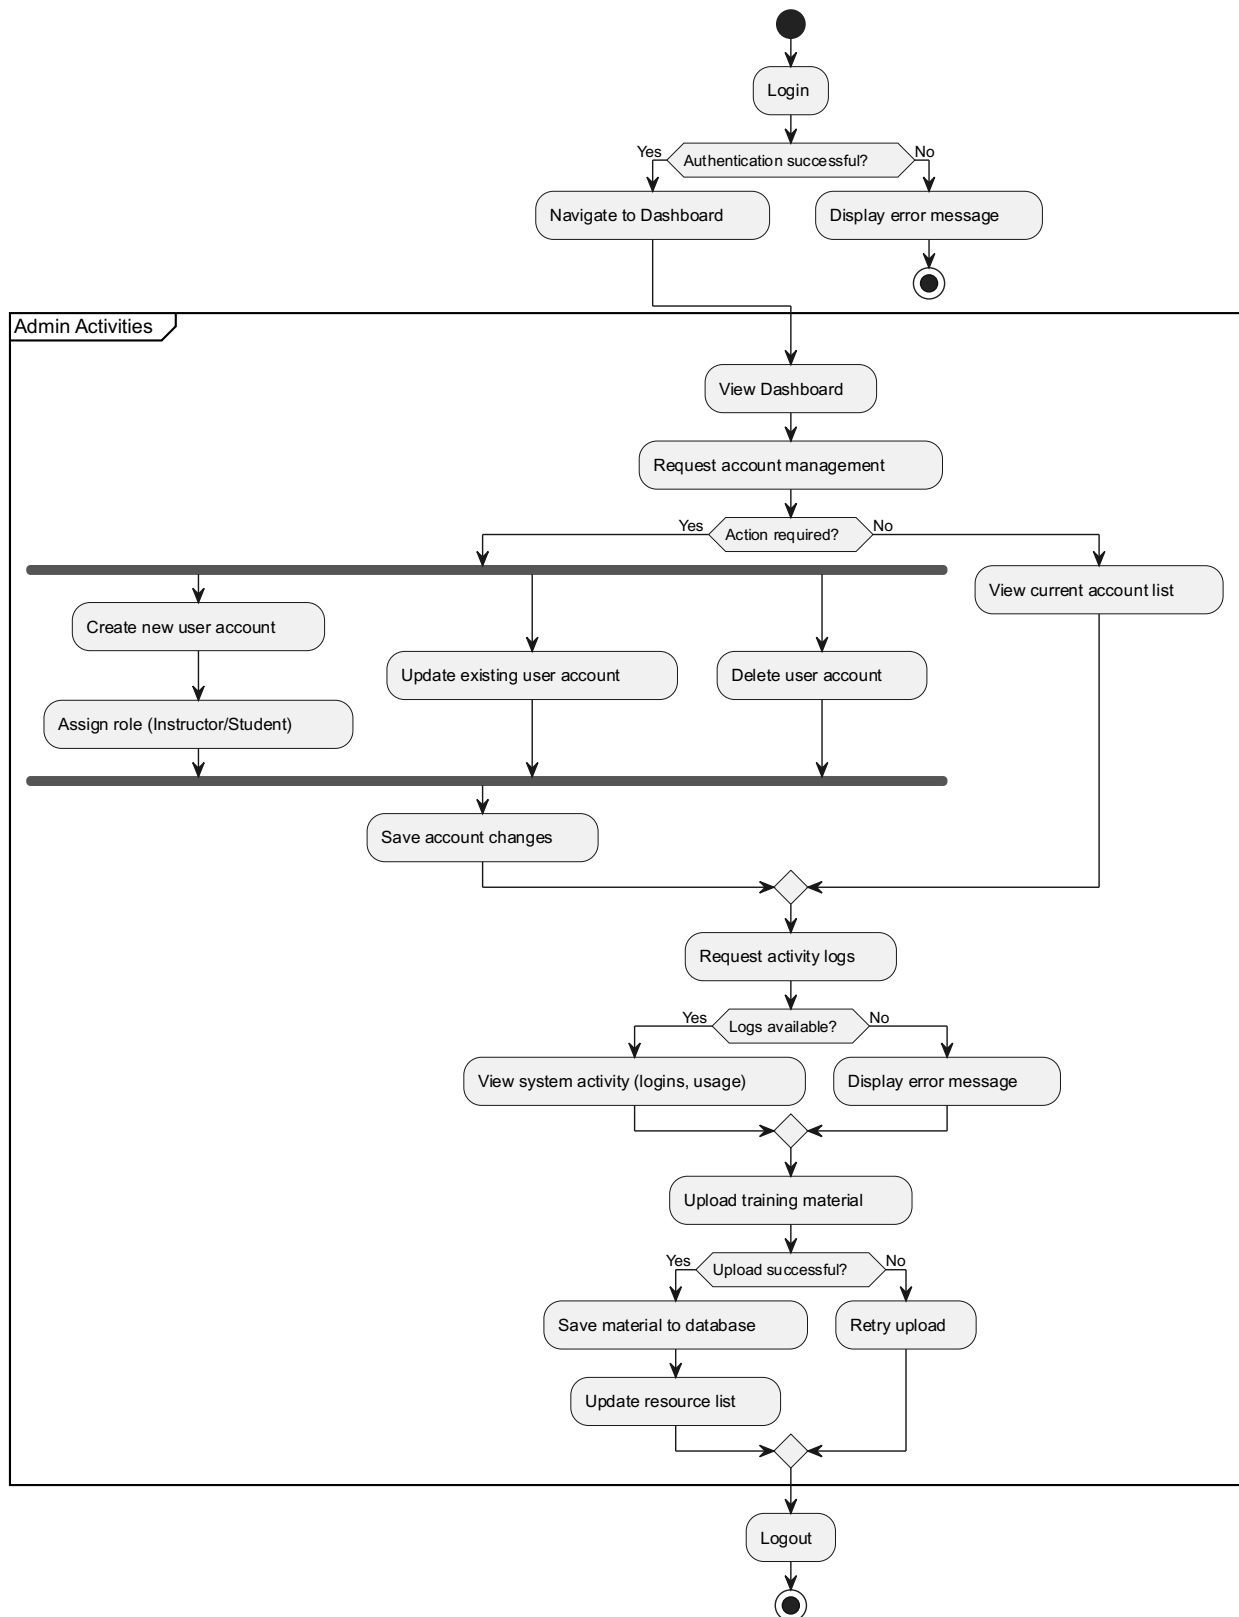 Login
Yes
Authentication successful?
No
Navigate to Dashboard
Display error message
Admin Activities
View Dashboard
Request account management
Yes
Action required?
No
View current account list
Create new user account
Update existing user account
Delete user account
Assign role (Instructor/Student)
Save account changes
Request activity logs
Yes
Logs available?
No
View system activity (logins, usage)
Display error message
Upload training material
Yes
Upload successful?
No
Save material to database
Retry upload
Update resource list
Logout